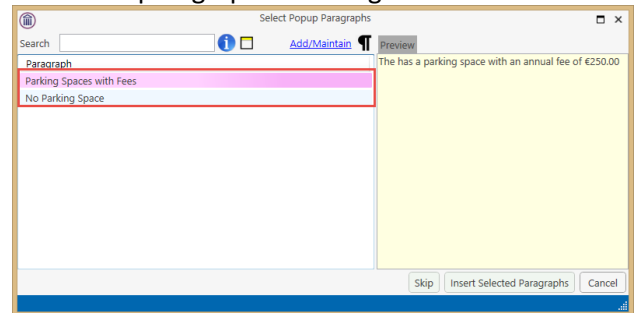 Select Popup Paragraphs
Search Add/Maintain ¶ Preview
Paragraph
The has a parking space with an annual fee of €250.00
Parking Spaces with Fees
No Parking Space
Skip Insert Selected Paragraphs Cancel